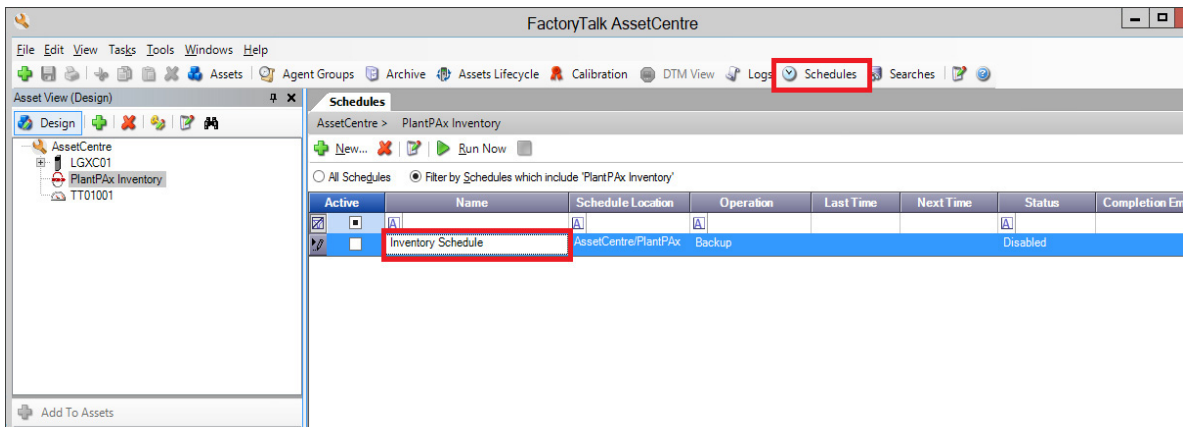 FactoryTalk AssetCentre
File Edit View Tasks Tools Windows Help
Assets Agent Groups Archive Assets Lifecycle Calibration DTM View Logs Schedules Searches
Asset View (Design)
Schedules
Design
AssetCentre > PlantPAx Inventory
AssetCentre
New... Run Now
LGXC01
PlantPAx Inventory
All Schedules Filter by Schedules which include 'PlantPAx Inventory'
TT01001
Active Name Schedule Location Operation Last Time Next Time Status Completion Em
A A A A
Inventory Schedule AssetCentre/PlantPAx Backup Disabled
Add To Assets